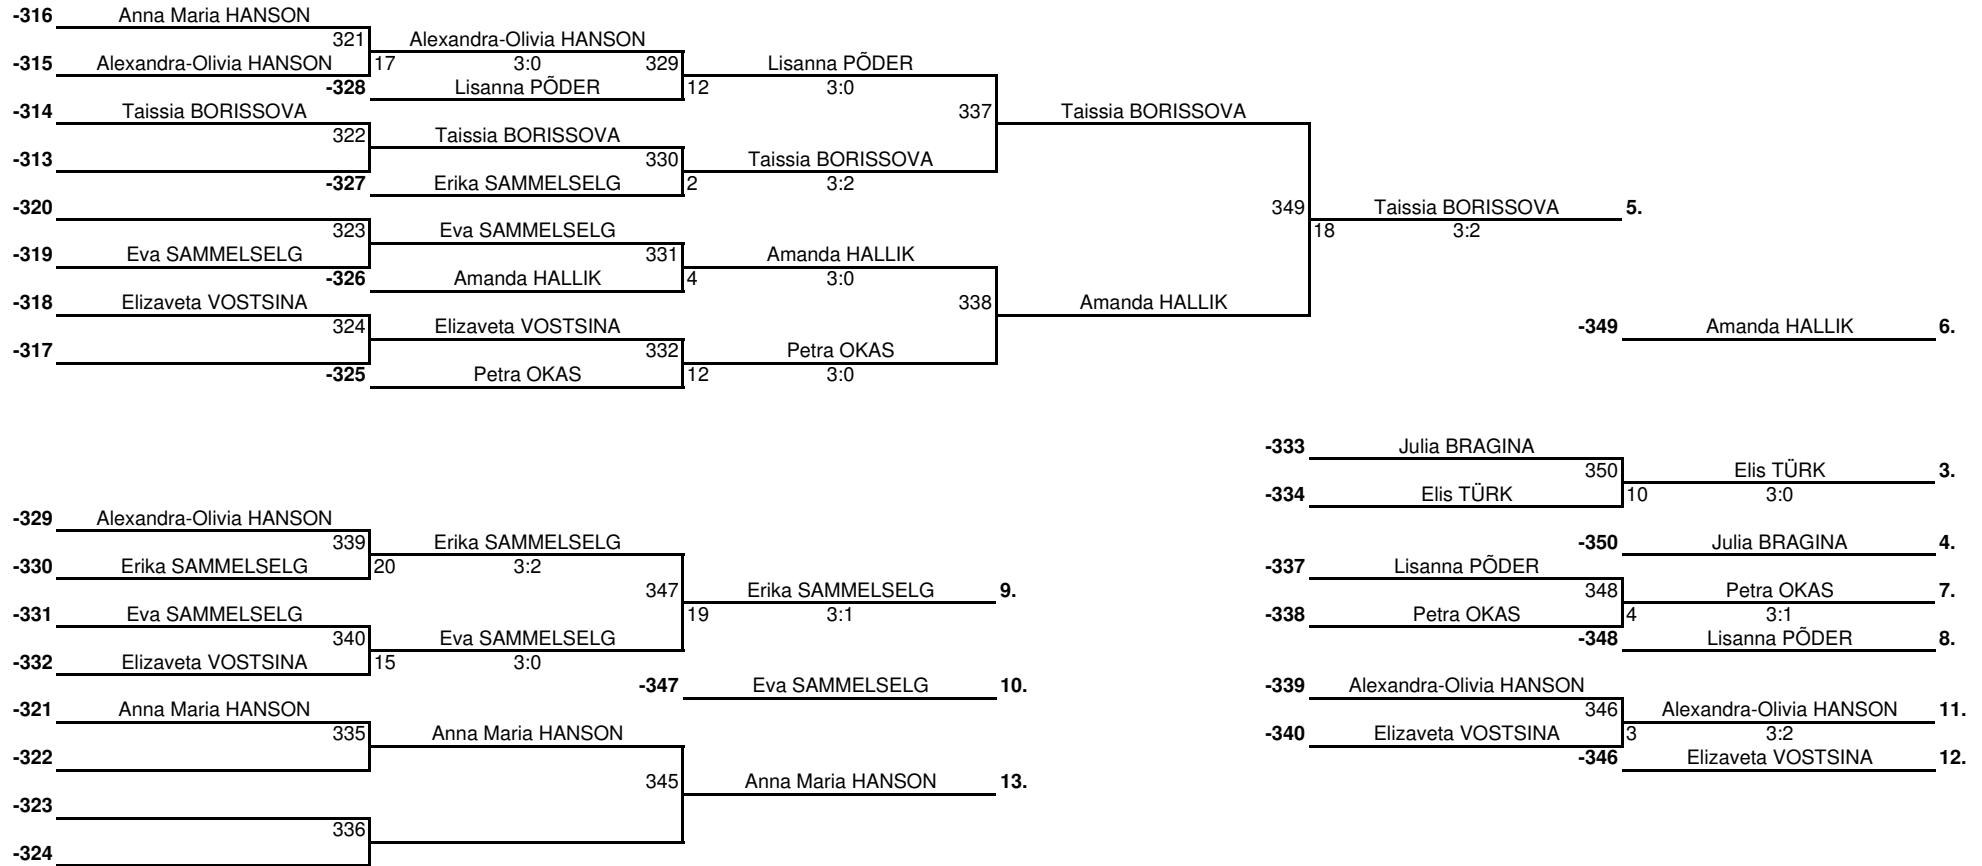 -316 Anna Maria HANSON
321 Alexandra-Olivia HANSON
-315 Alexandra-Olivia HANSON 17 3:0 329 Lisanna PÕDER
-328 Lisanna PÕDER 12 3:0
-314 Taissia BORISSOVA 337 Taissia BORISSOVA
322 Taissia BORISSOVA
-313 330 Taissia BORISSOVA
-327 Erika SAMMELSELG 2 3:2
-320 349 Taissia BORISSOVA 5.
323 Eva SAMMELSELG 18 3:2
-319 Eva SAMMELSELG 331 Amanda HALLIK
-326 Amanda HALLIK 4 3:0
-318 Elizaveta VOSTSINA 338 Amanda HALLIK
324 Elizaveta VOSTSINA -349 Amanda HALLIK 6.
-317 332 Petra OKAS
-325 Petra OKAS 12 3:0
-333 Julia BRAGINA
350 Elis TÜRK 3.
-334 Elis TÜRK 10 3:0
-329 Alexandra-Olivia HANSON
339 Erika SAMMELSELG -350 Julia BRAGINA 4.
-330 Erika SAMMELSELG 20 3:2 -337 Lisanna PÕDER
347 Erika SAMMELSELG 9. 348 Petra OKAS 7.
-331 Eva SAMMELSELG 19 3:1 -338 Petra OKAS 4 3:1
340 Eva SAMMELSELG -348 Lisanna PÕDER 8.
-332 Elizaveta VOSTSINA 15 3:0
-347 Eva SAMMELSELG 10. -339 Alexandra-Olivia HANSON
-321 Anna Maria HANSON 346 Alexandra-Olivia HANSON 11.
335 Anna Maria HANSON -340 Elizaveta VOSTSINA 3 3:2
-322 -346 Elizaveta VOSTSINA 12.
345 Anna Maria HANSON 13.
-323
336
-324